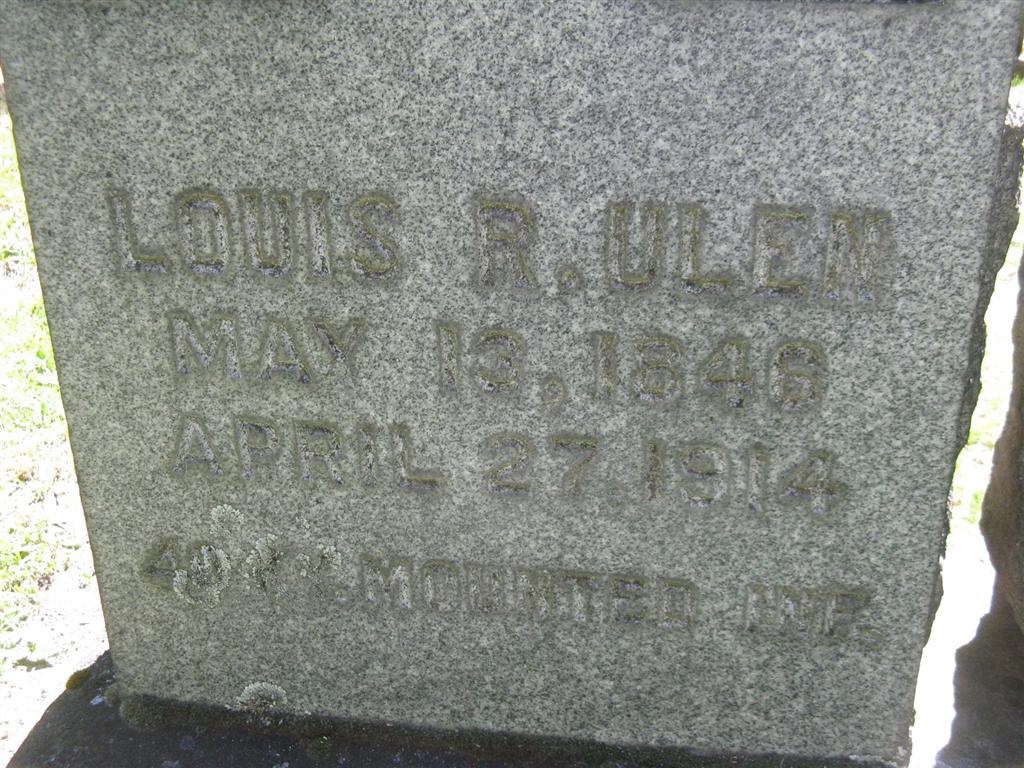 LOUIS R. ULEN
MAY 13, 1846
APRIL 27, 1914
MOUNTED INF.